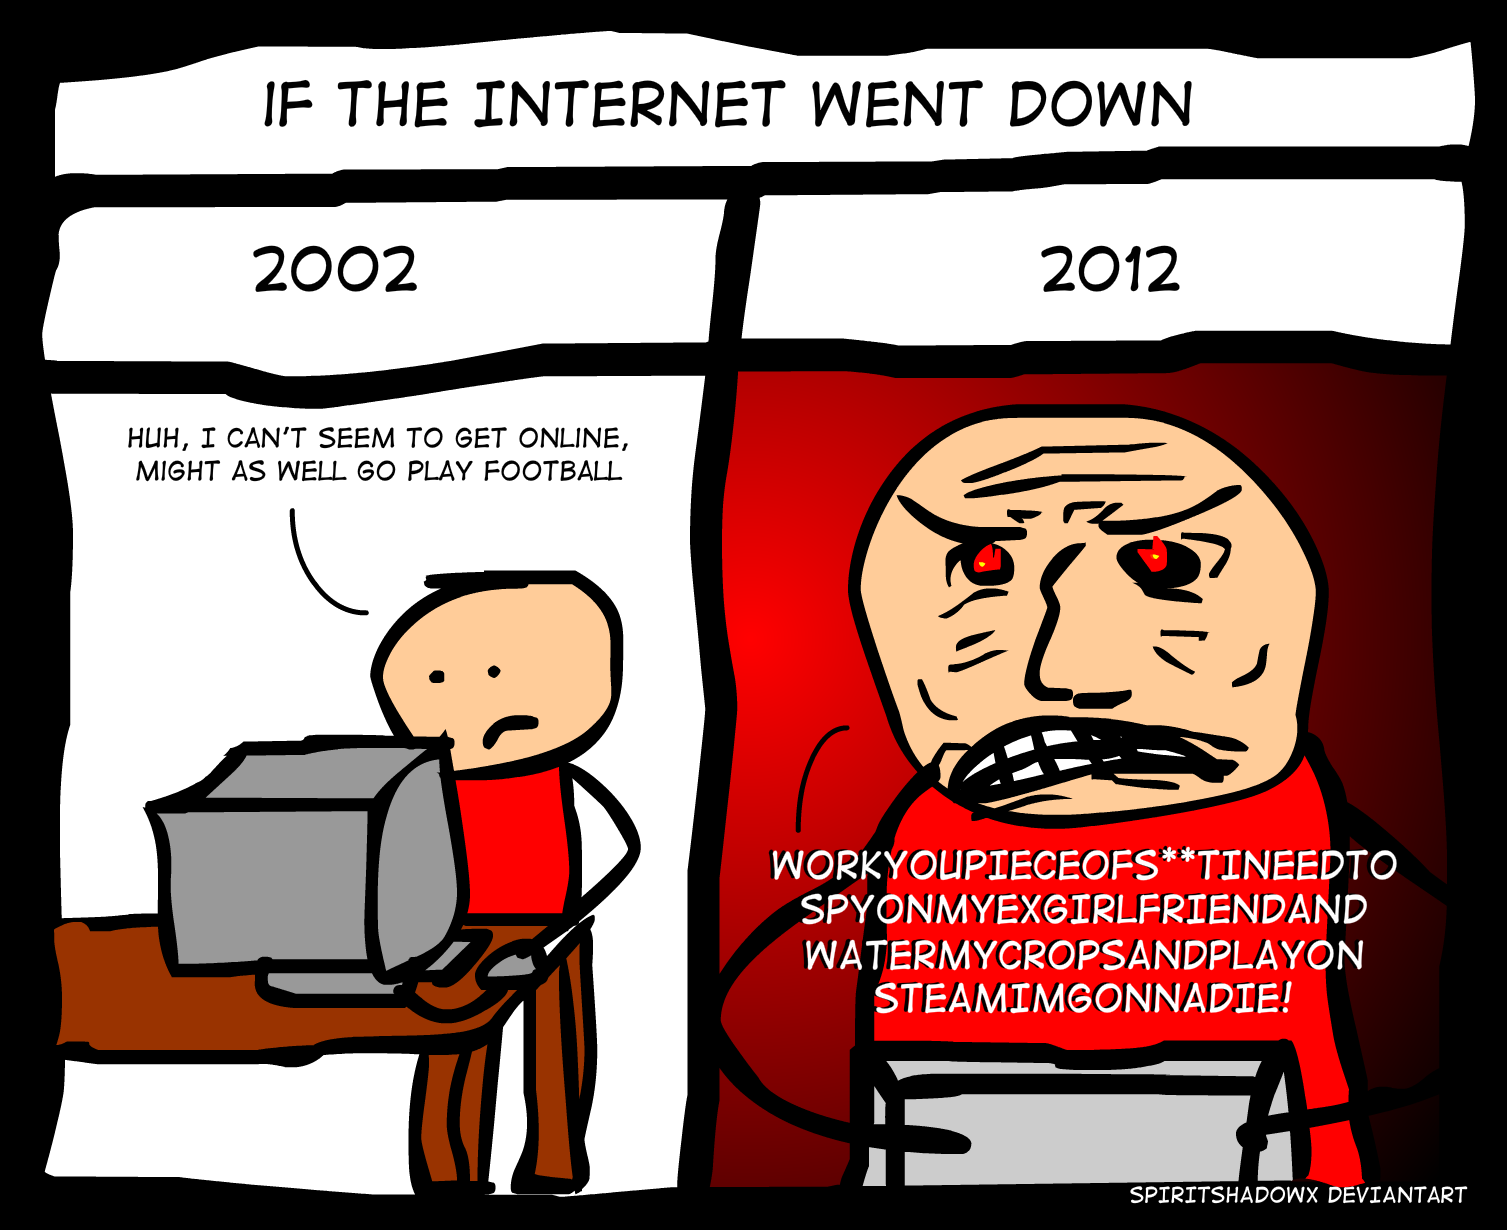 IF THE INTERNET WENT DOWN
2002
2012
HUH, I CAN'T SEEM TO GET ONLINE,
MIGHT AS WELL GO PLAY FOOTBALL
WORKYOUPIECEOFS**TINEEDTO
SPYONMYEXGIRLFRIENDAND
WATERMYCROPSANDPLAYON
STEAMIMGONNADIE!
SPIRITSHADOWX DEVIANTART